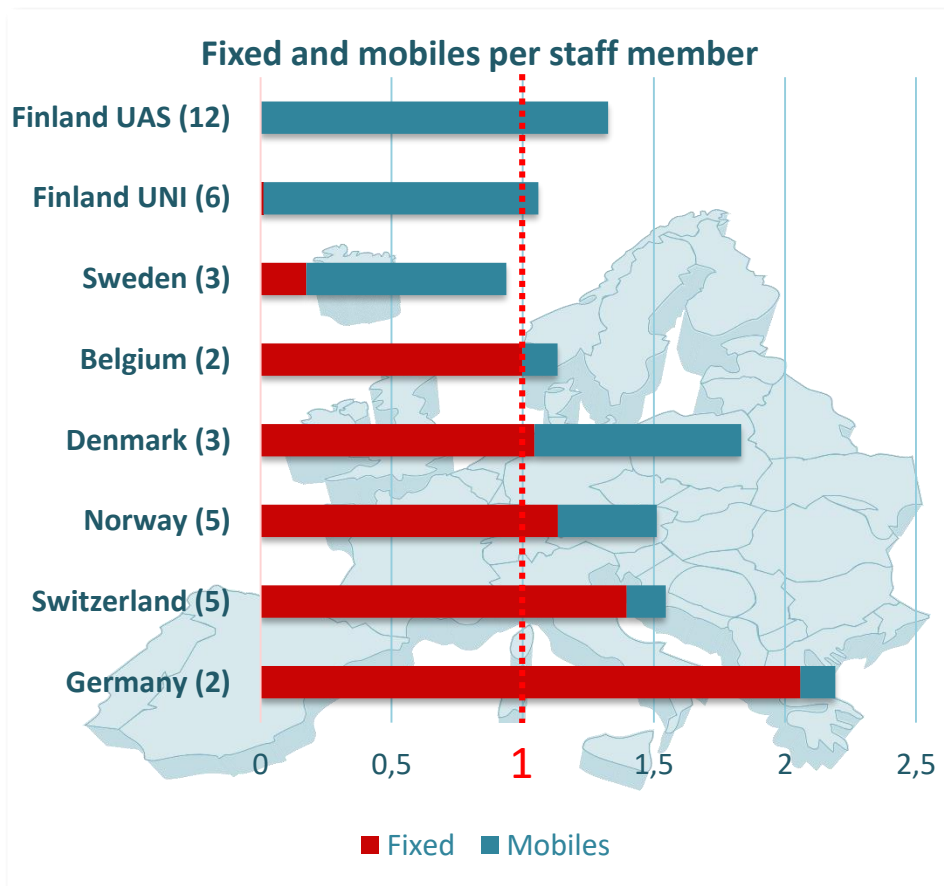 Fixed and mobiles per staff member
Finland UAS (12)
Finland UNI (6)
Sweden (3)
Belgium (2)
Denmark (3)
Norway (5)
Switzerland (5)
Germany (2)
0 0,5 1 1,5 2 2,5
Fixed Mobiles